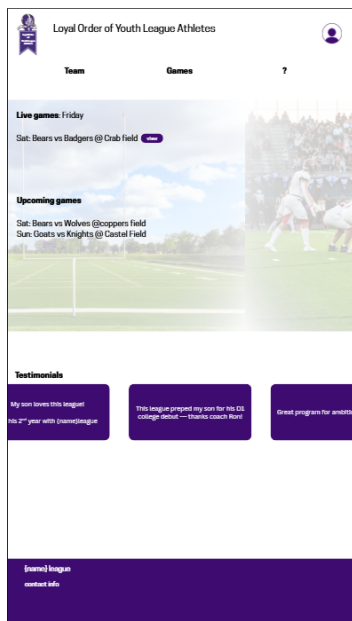 Loyal Order of Youth League Athletes
Team Games ?
Live games: Friday
Sat: Bears vs Badgers @ Crab field view
Upcoming games
Sat: Bears vs Wolves @coppers field
Sun: Goats vs Knights @ Castel Field
Testimonials
My son loves this league!
his 2nd year with {name}league
This league preped my son for his D1
college debut — thanks coach Ron!
Great program for ambitio
{name} league
contact info